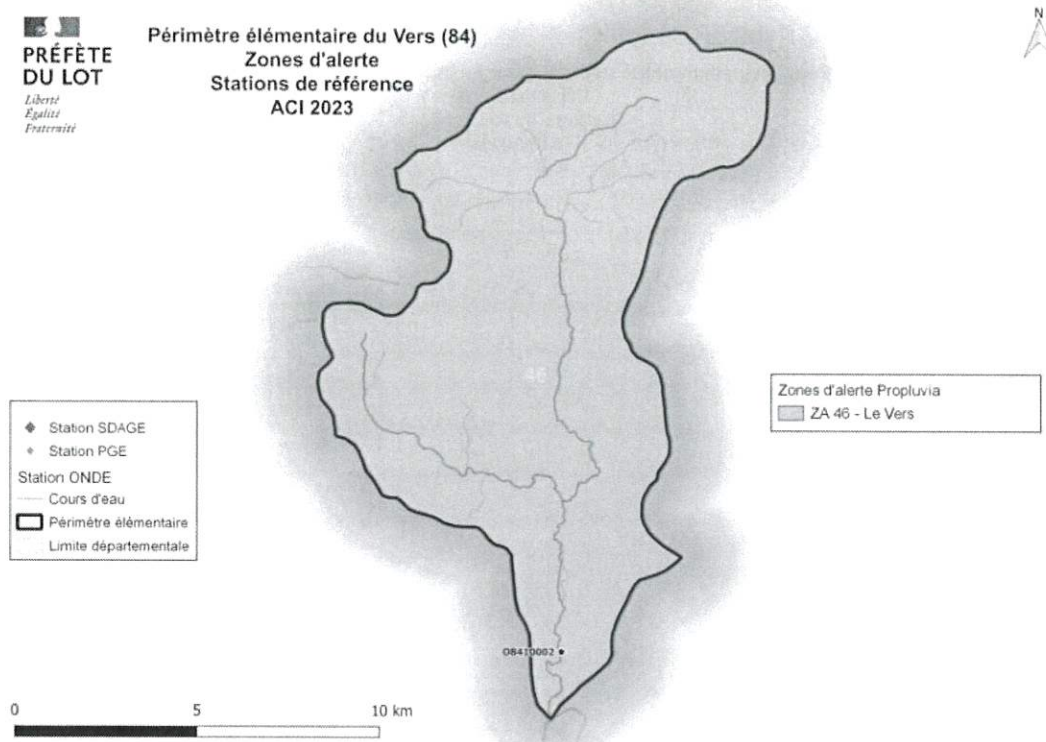 PRÉFÈTE
DU LOT
Liberté
Égalité
Fraternité
Périmètre élémentaire du Vers (84)
Zones d'alerte
Stations de référence
ACI 2023
N
46
Zones d'alerte Propluvia
ZA 46 - Le Vers
Station SDAGE
Station PGE
Station ONDE
Cours d'eau
Périmètre élémentaire
Limite départementale
O8410002
0 5 10 km